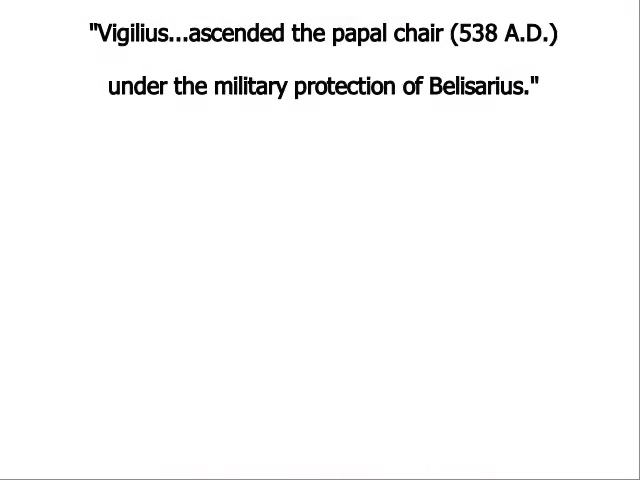 "Vigilius...ascended the papal chair (538 A.D.)
under the military protection of Belisarius."